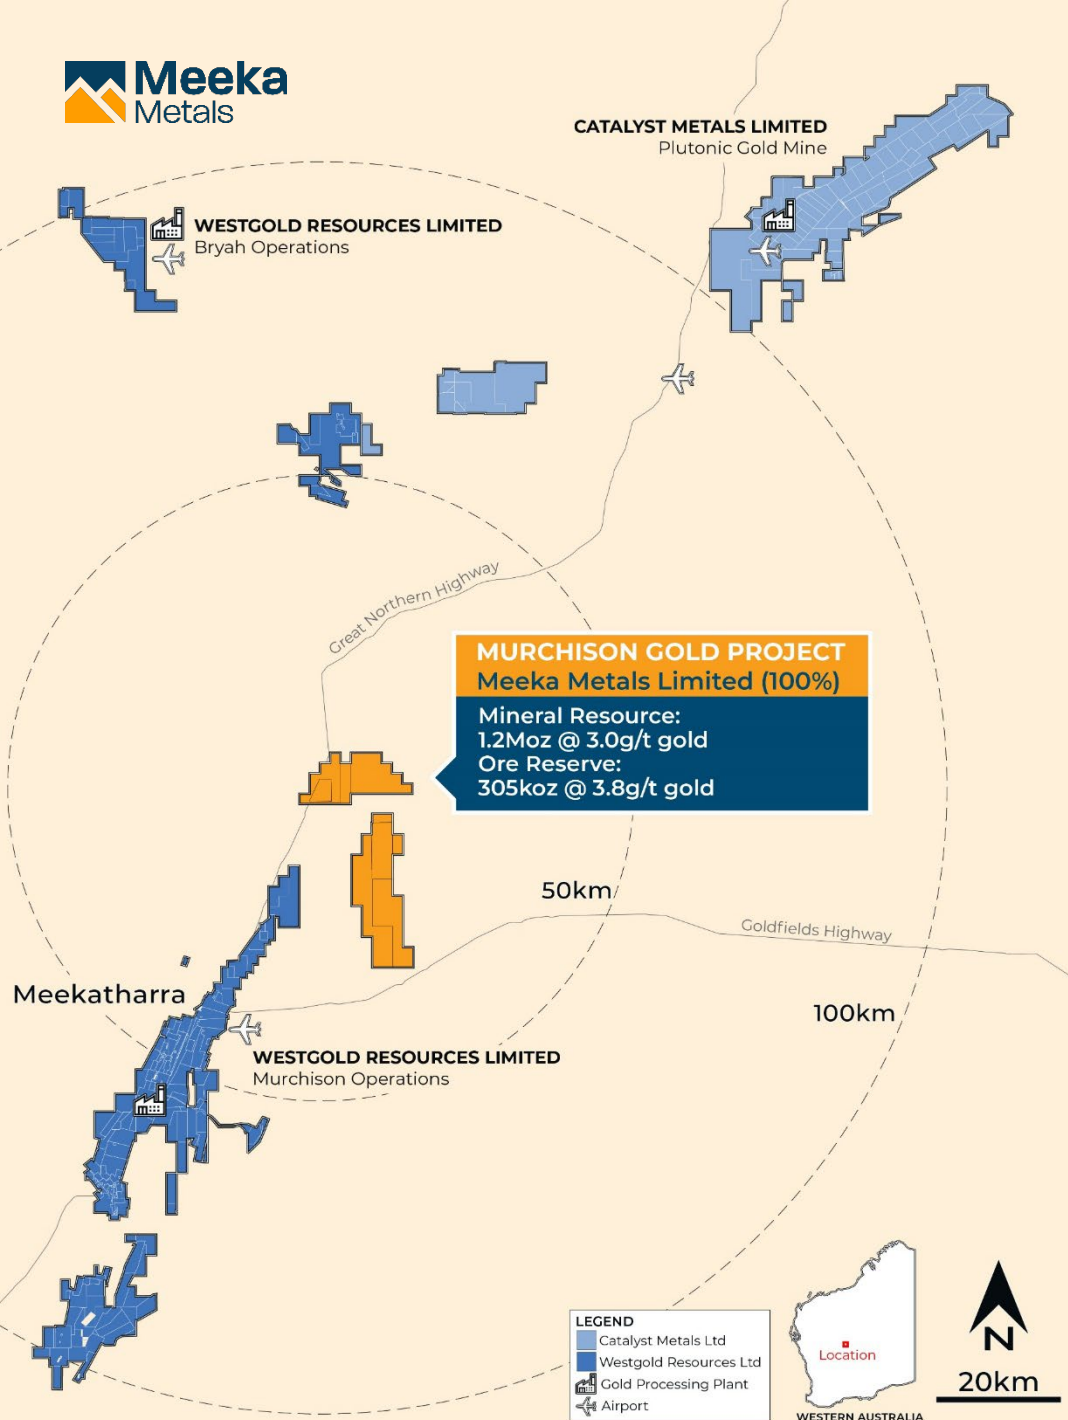 Meeka
Metals
CATALYST METALS LIMITED
Plutonic Gold Mine
WESTGOLD RESOURCES LIMITED
Bryah Operations
Great Northern Highway
MURCHISON GOLD PROJECT
Meeka Metals Limited (100%)
Mineral Resource:
1.2Moz @ 3.0g/t gold
Ore Reserve:
305koz @ 3.8g/t gold
50km
Goldfields Highway
Meekatharra
100km
WESTGOLD RESOURCES LIMITED
Murchison Operations
LEGEND
Catalyst Metals Ltd
Westgold Resources Ltd
Gold Processing Plant
Airport
Location
WESTERN AUSTRALIA
N
20km